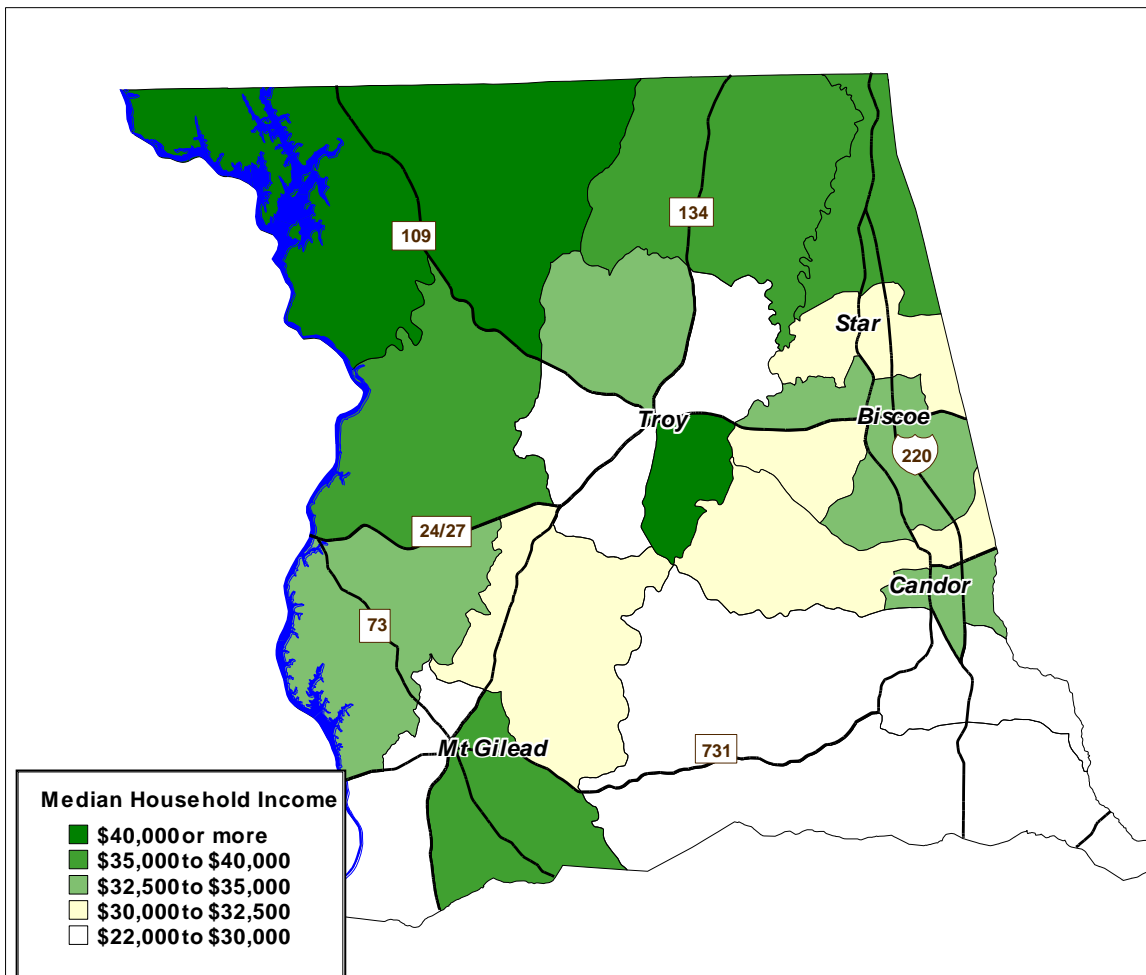 134
109
Star
Troy
Biscoe
220
24/27
Candor
73
Mt Gilead
731
Median Household Income
$40,000 or more
$35,000 to $40,000
$32,500 to $35,000
$30,000 to $32,500
$22,000 to $30,000